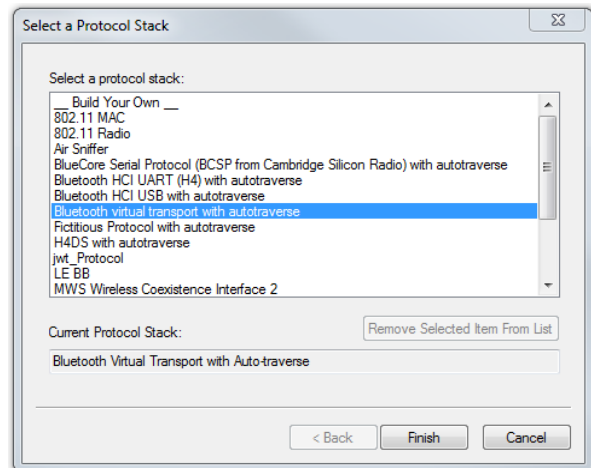 Select a Protocol Stack
Select a protocol stack:
__ Build Your Own __
802.11 MAC
802.11 Radio
Air Sniffer
BlueCore Serial Protocol (BCSP from Cambridge Silicon Radio) with autotraverse
Bluetooth HCI UART (H4) with autotraverse
Bluetooth HCI USB with autotraverse
Bluetooth virtual transport with autotraverse
Fictitious Protocol with autotraverse
H4DS with autotraverse
jwt_Protocol
LE BB
MWS Wireless Coexistence Interface 2
Current Protocol Stack:
Remove Selected Item From List
Bluetooth Virtual Transport with Auto-traverse
< Back
Finish
Cancel